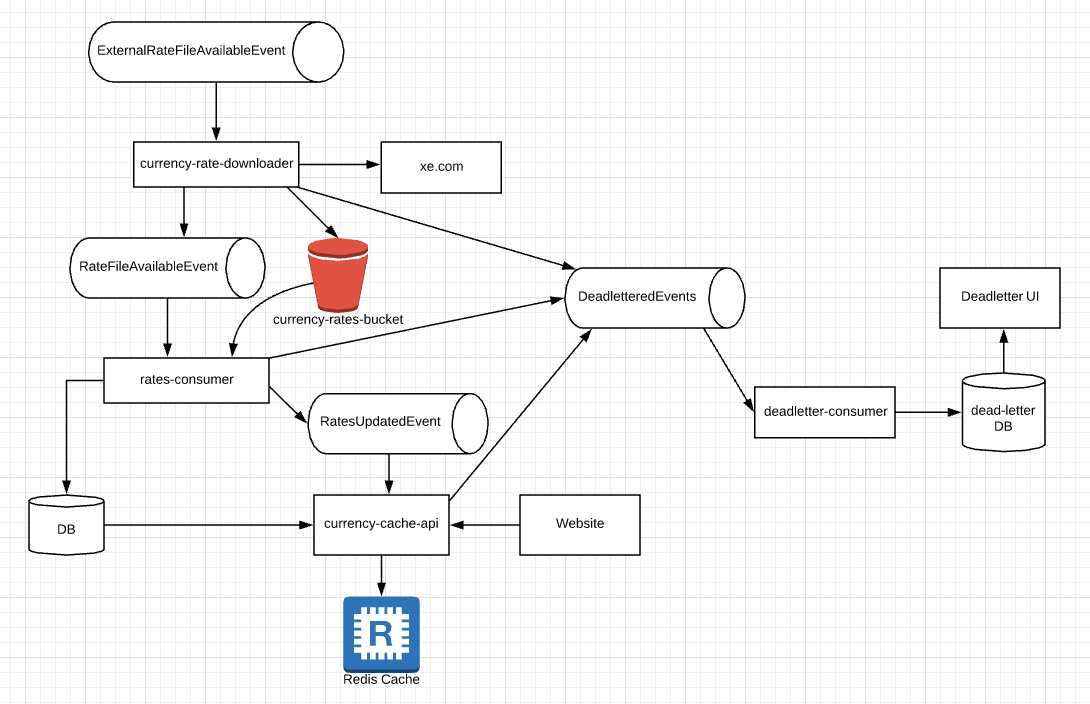 ExternalRateFileAvailableEvent
currency-rate-downloader
xe.com
RateFileAvailableEvent
currency-rates-bucket
DeadletteredEvents
Deadletter UI
rates-consumer
RatesUpdatedEvent
deadletter-consumer
dead-letter
DB
DB
currency-cache-api
Website
R
Redis Cache